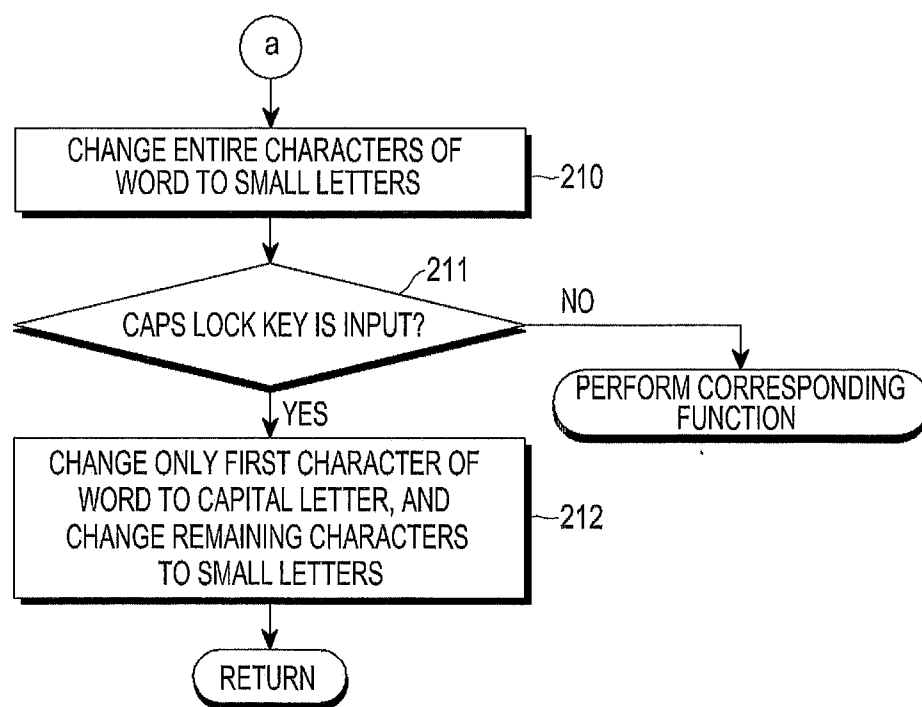 a
CHANGE ENTIRE CHARACTERS OF
WORD TO SMALL LETTERS
210
211
CAPS LOCK KEY IS INPUT?
NO
PERFORM CORRESPONDING
FUNCTION
YES
CHANGE ONLY FIRST CHARACTER OF
WORD TO CAPITAL LETTER, AND
CHANGE REMAINING CHARACTERS
TO SMALL LETTERS
212
RETURN